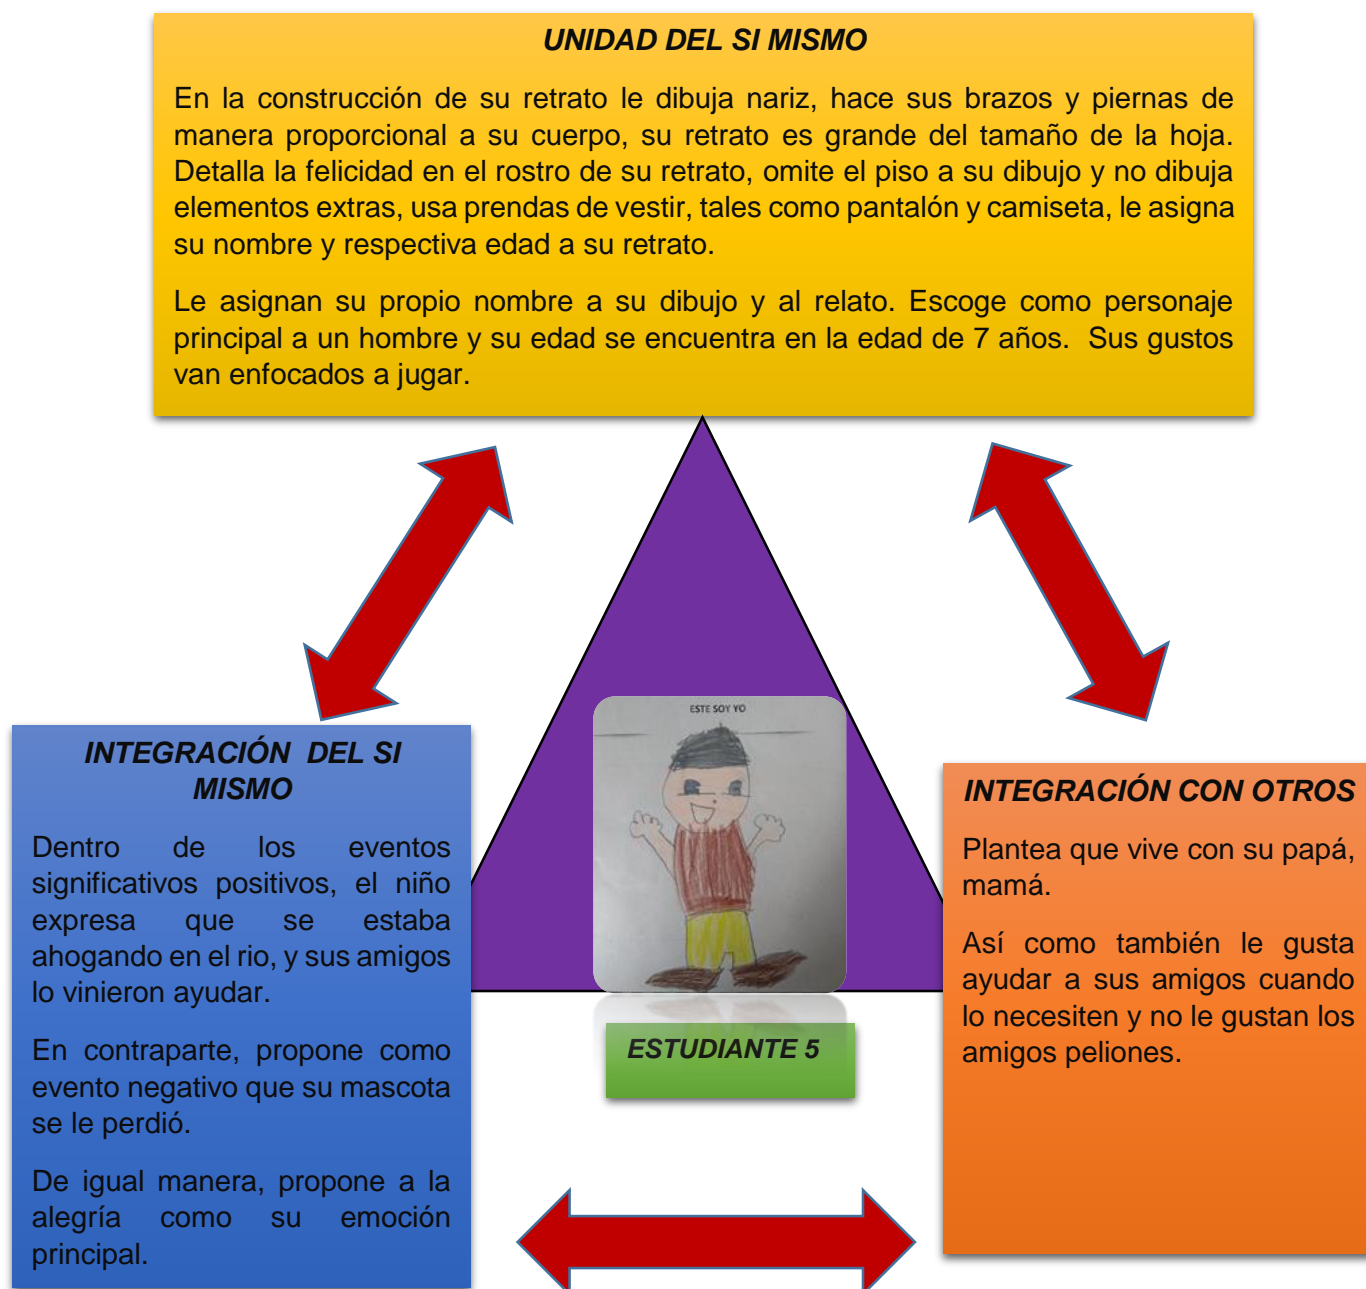 UNIDAD DEL SI MISMO
En la construcción de su retrato le dibuja nariz, hace sus brazos y piernas de
manera proporcional a su cuerpo, su retrato es grande del tamaño de la hoja.
Detalla la felicidad en el rostro de su retrato, omite el piso a su dibujo y no dibuja
elementos extras, usa prendas de vestir, tales como pantalón y camiseta, le asigna
su nombre y respectiva edad a su retrato.
Le asignan su propio nombre a su dibujo y al relato. Escoge como personaje
principal a un hombre y su edad se encuentra en la edad de 7 años. Sus gustos
van enfocados a jugar.
INTEGRACIÓN DEL SI
MISMO
Dentro de los eventos
significativos positivos, el niño
expresa que se estaba
ahogando en el rio, y sus amigos
lo vinieron ayudar.
En contraparte, propone como
evento negativo que su mascota
se le perdió.
De igual manera, propone a la
alegría como su emoción
principal.
ESTE SOY YO
ESTUDIANTE 5
INTEGRACIÓN CON OTROS
Plantea que vive con su papá,
mamá.
Así como también le gusta
ayudar a sus amigos cuando
lo necesiten y no le gustan los
amigos peliones.